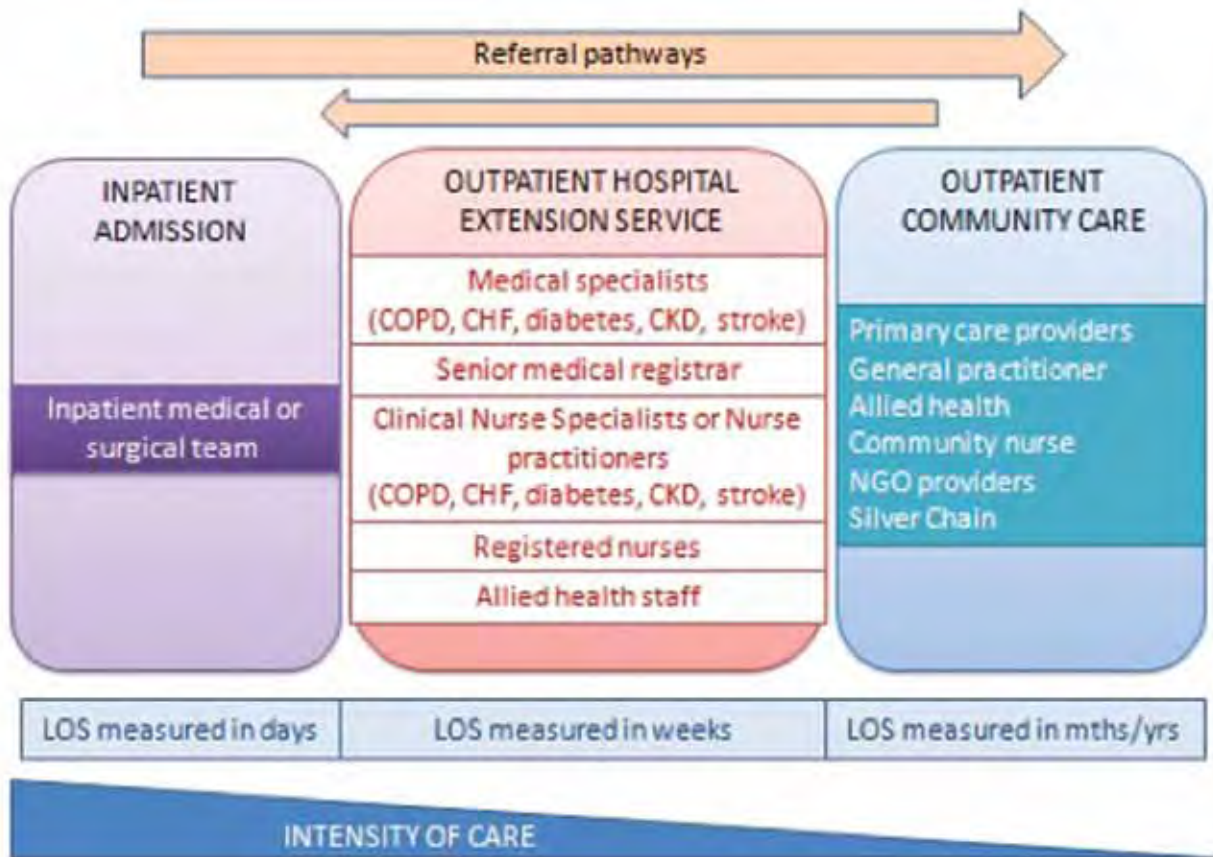 Referral pathways
INPATIENT
ADMISSION
Inpatient medical or
surgical team
OUTPATIENT HOSPITAL
EXTENSION SERVICE
Medical specialists
(COPD, CHF, diabetes, CKD, stroke)
Senior medical registrar
Clinical Nurse Specialists or Nurse
practitioners
(COPD, CHF, diabetes, CKD, stroke)
Registered nurses
Allied health staff
OUTPATIENT
COMMUNITY CARE
Primary care providers
General practitioner
Allied health
Community nurse
NGO providers
Silver Chain
LOS measured in days
LOS measured in weeks
LOS measured in mths/yrs
INTENSITY OF CARE